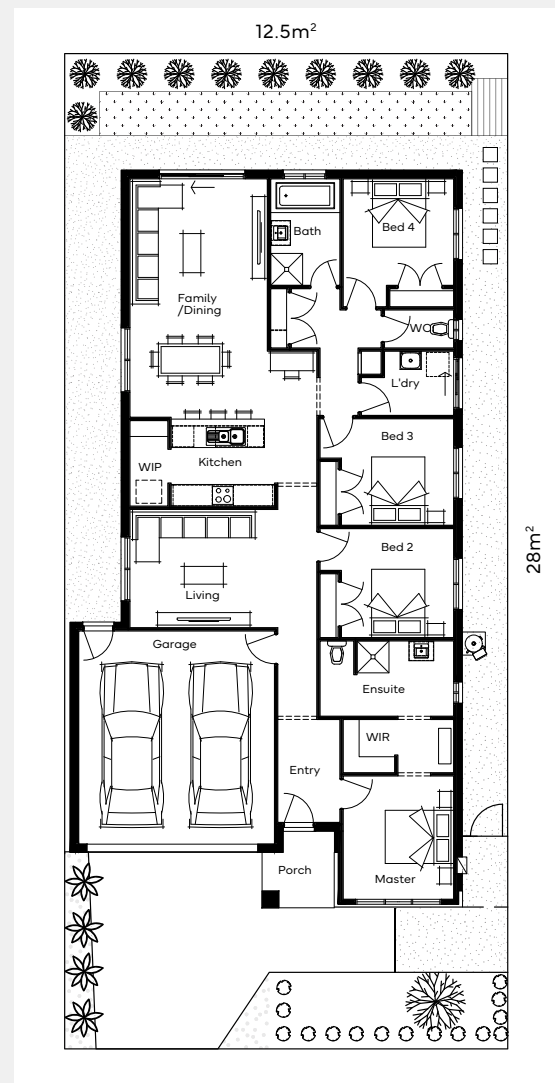 12.5m²
Bath
Bed 4
Family
/Dining
WC
L'dry
Bed 3
Kitchen
WIP
Bed 2
Living
Garage
Ensuite
WIR
Entry
Porch
Master
28m²